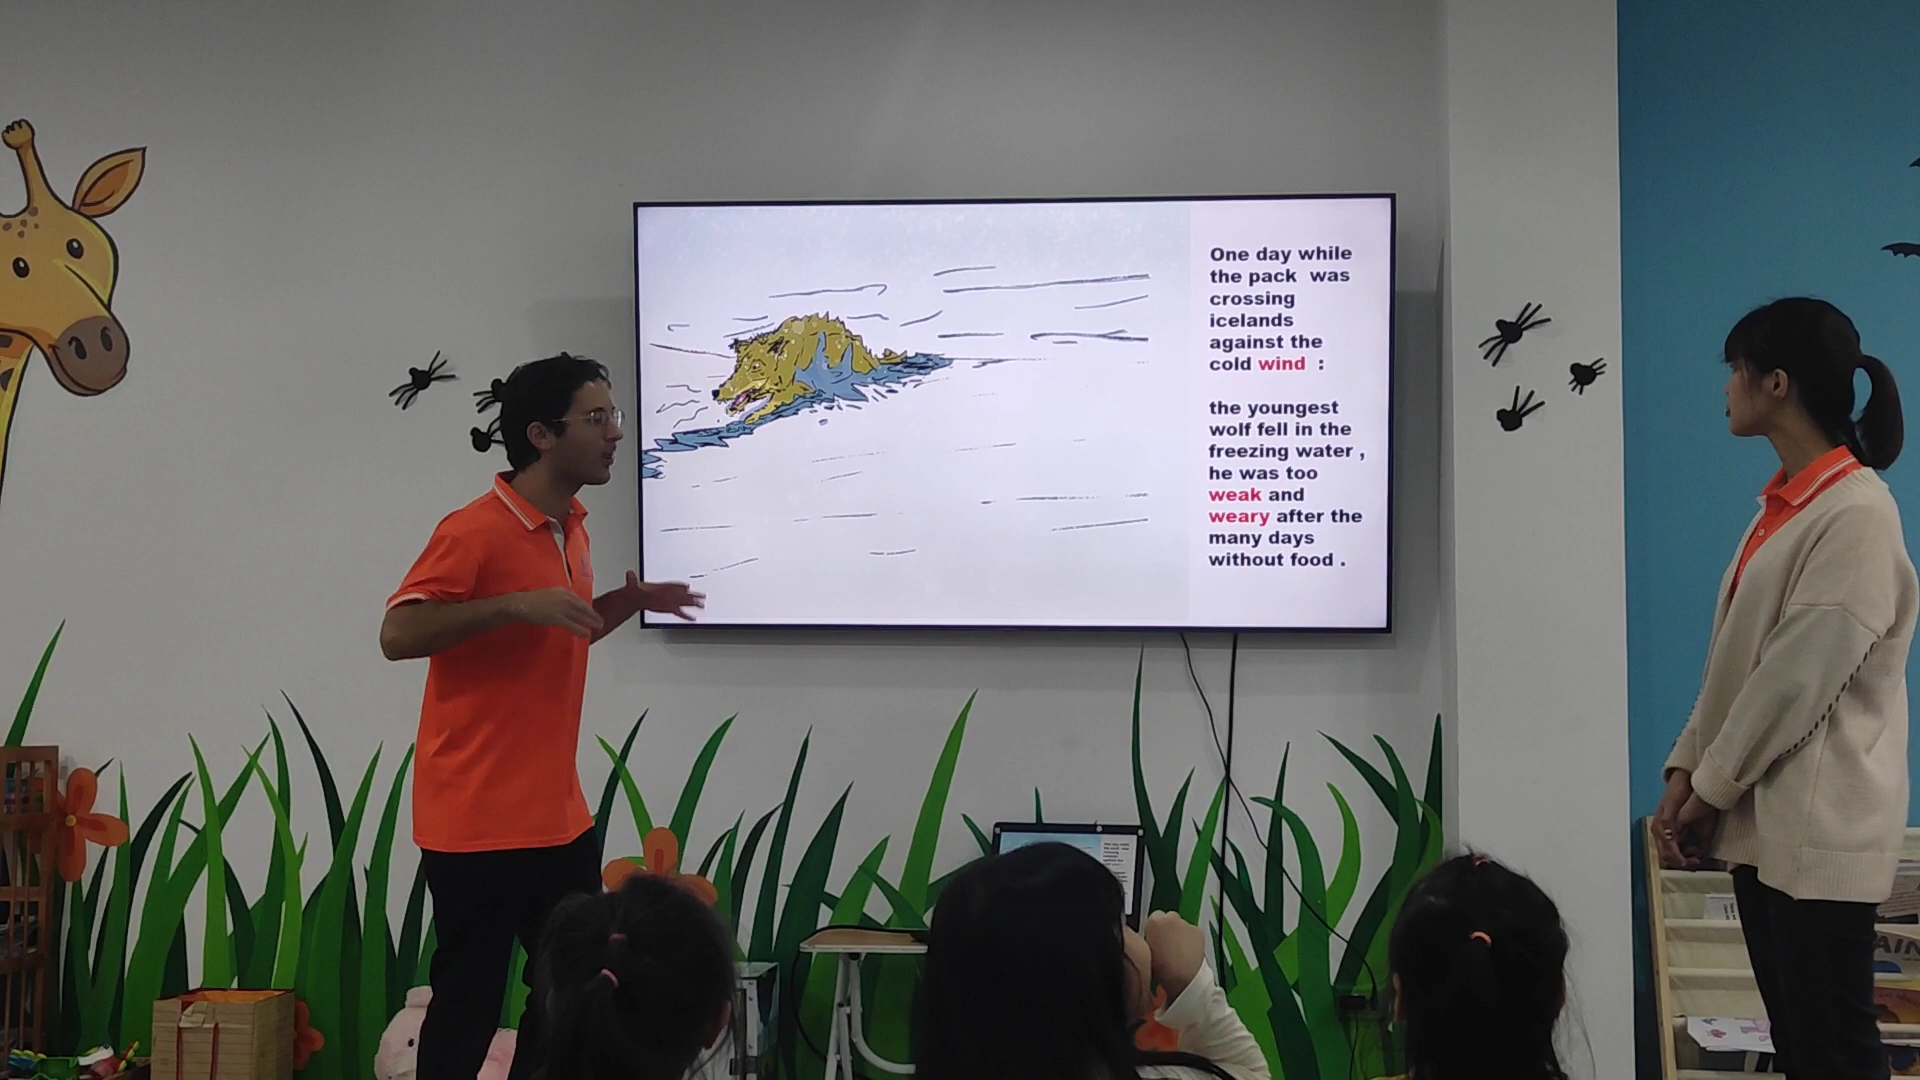 One day while
the pack was
crossing
icelands
against the
cold wind :
the youngest
wolf fell in the
freezing water ,
he was too
weak and
weary after the
many days
without food .
AIN